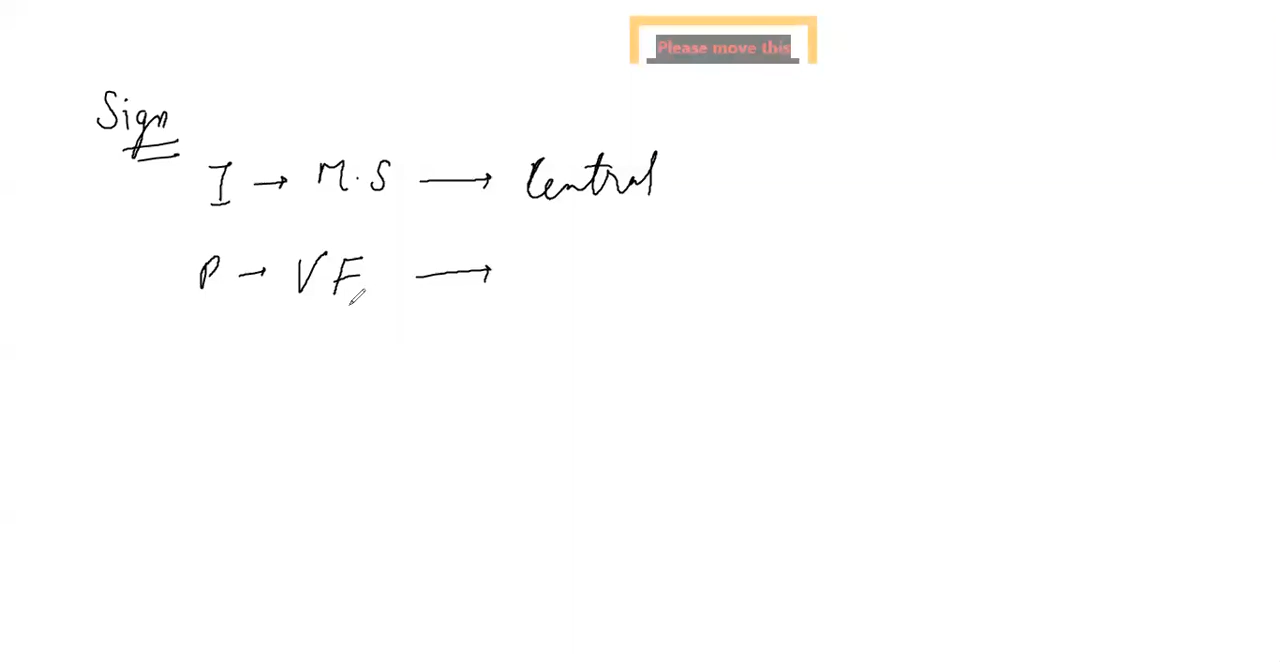 Please move this
Sign
I → M.S → Central
P → VF →